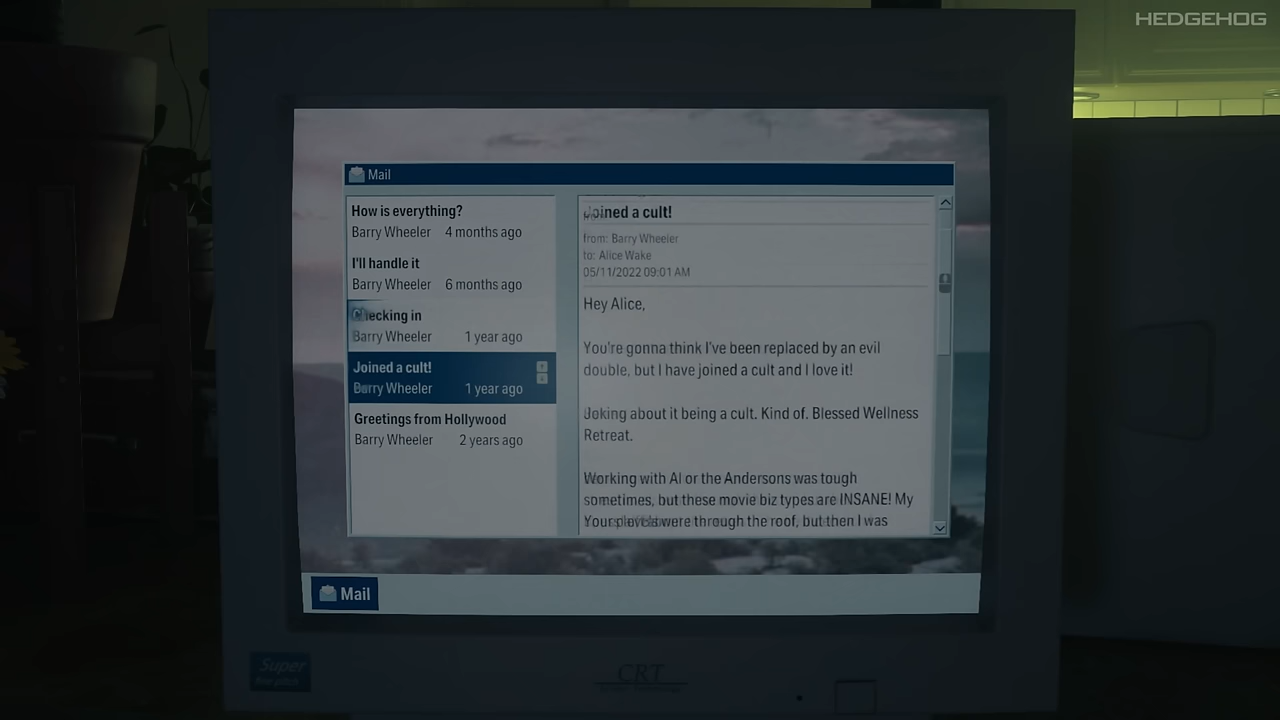 HEDGEHOG
Mail
How is everything?
Barry Wheeler 4 months ago
I'll handle it
Barry Wheeler 6 months ago
Checking in
Barry Wheeler 1 year ago
Joined a cult!
Barry Wheeler 1 year ago
Greetings from Hollywood
Barry Wheeler 2 years ago
Joined a cult!
from: Barry Wheeler
to: Alice Wake
05/11/2022 09:01 AM
Hey Alice,
You're gonna think I've been replaced by an evil
double, but I have joined a cult and I love it!
Joking about it being a cult. Kind of. Blessed Wellness
Retreat.
Working with Al or the Andersons was tough
sometimes, but these movie biz types are INSANE! My
were through the roof, but then I was
Mail
Super
CRT